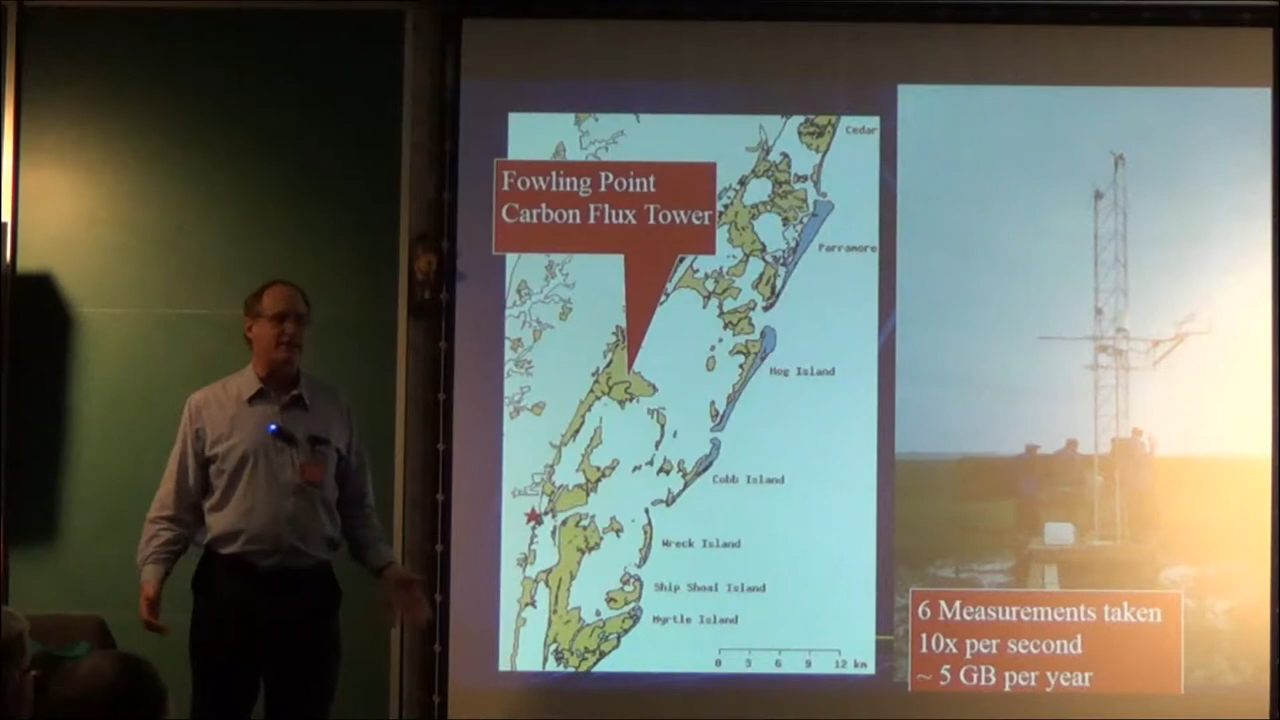 Fowling Point
Carbon Flux Tower
Cedar
Parramore
Hog Island
Cobb Island
Wreck Island
Ship Shoal Island
Myrtle Island
0 3 6 9 12 km
6 Measurements taken
10x per second
~ 5 GB per year